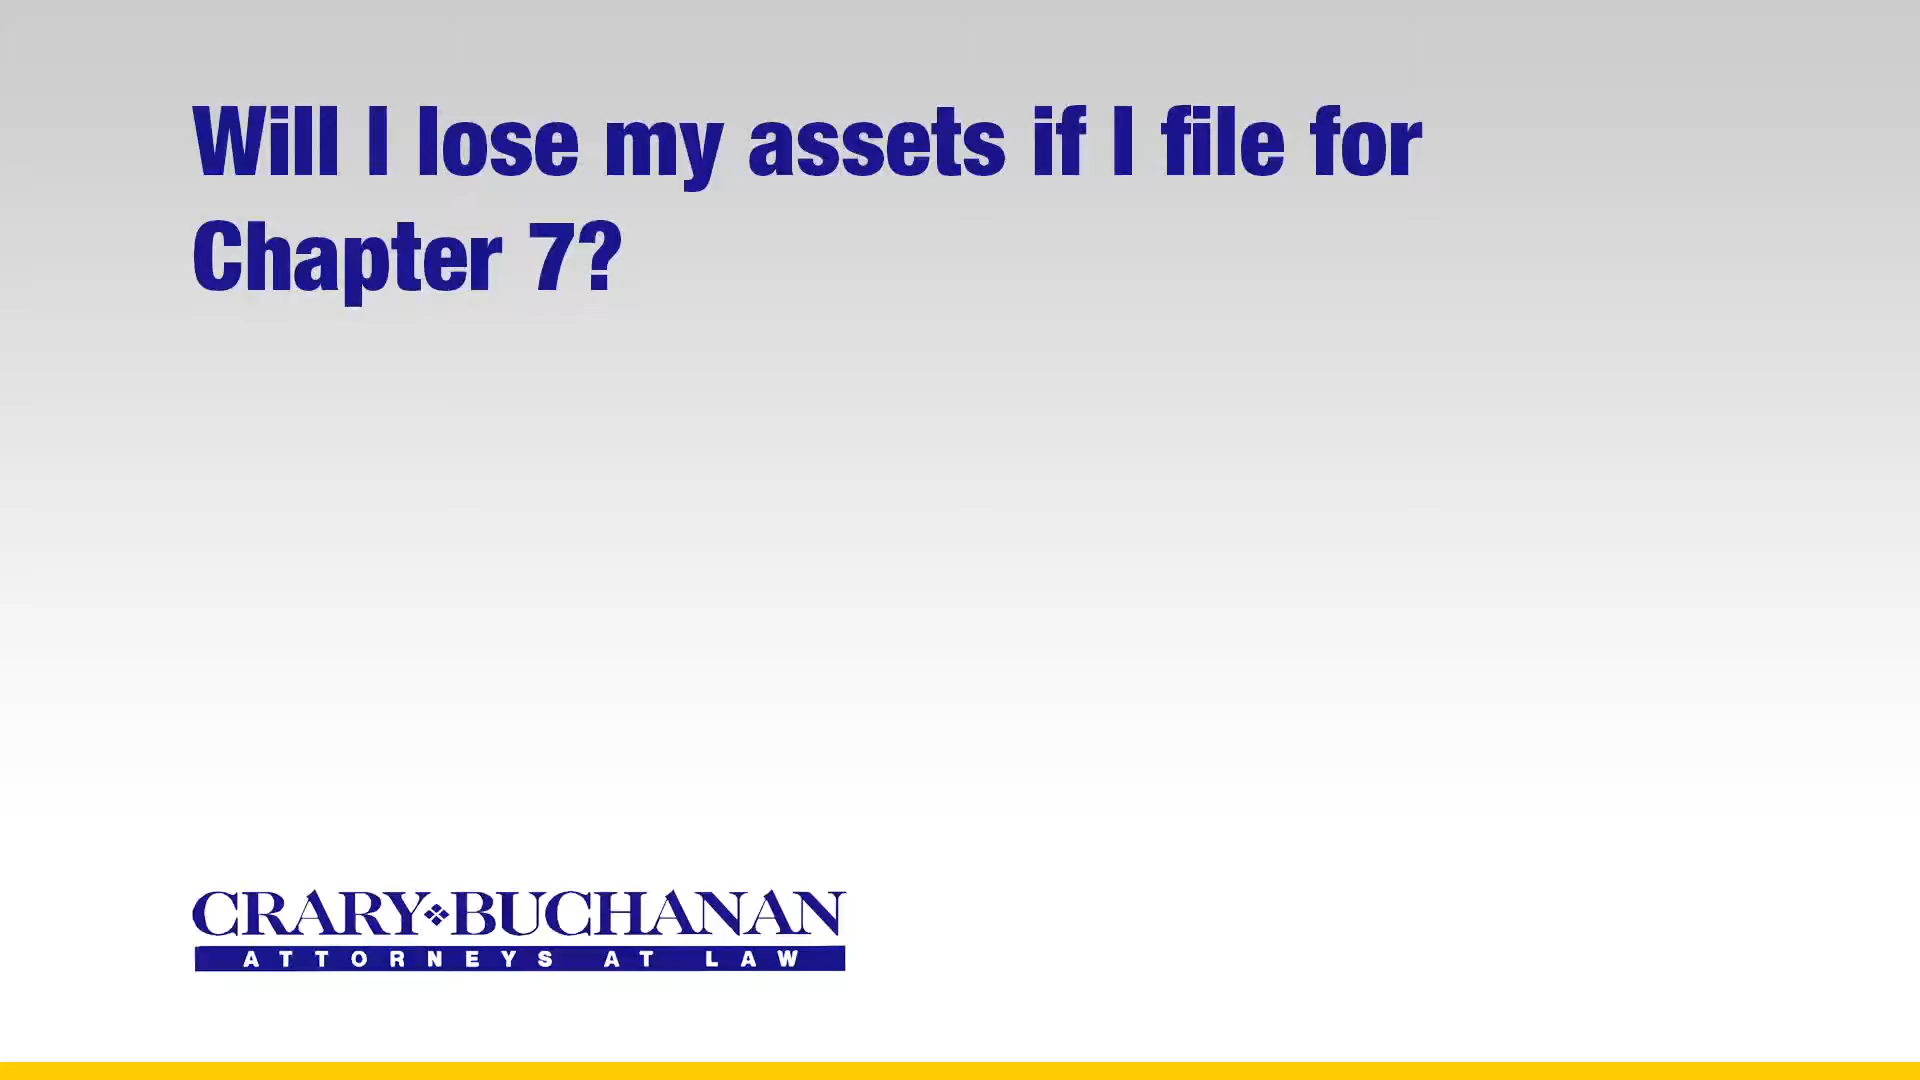 Will I lose my assets if I file for
Chapter 7?
CRARY❖BUCHANAN
ATTORNEYS AT LAW